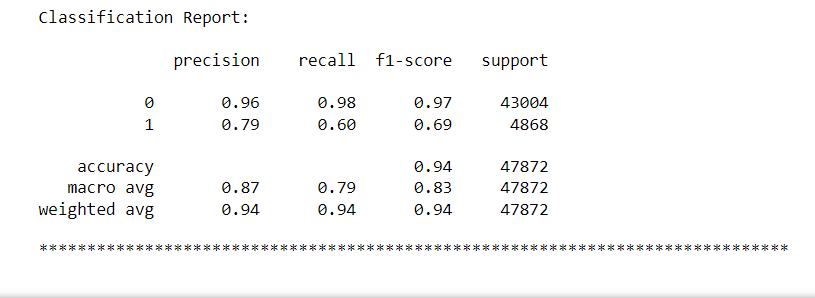 Classification Report:
precision recall f1-score support
0 0.96 0.98 0.97 43004
1 0.79 0.60 0.69 4868
accuracy 0.94 47872
macro avg 0.87 0.79 0.83 47872
weighted avg 0.94 0.94 0.94 47872
******************************************************************************